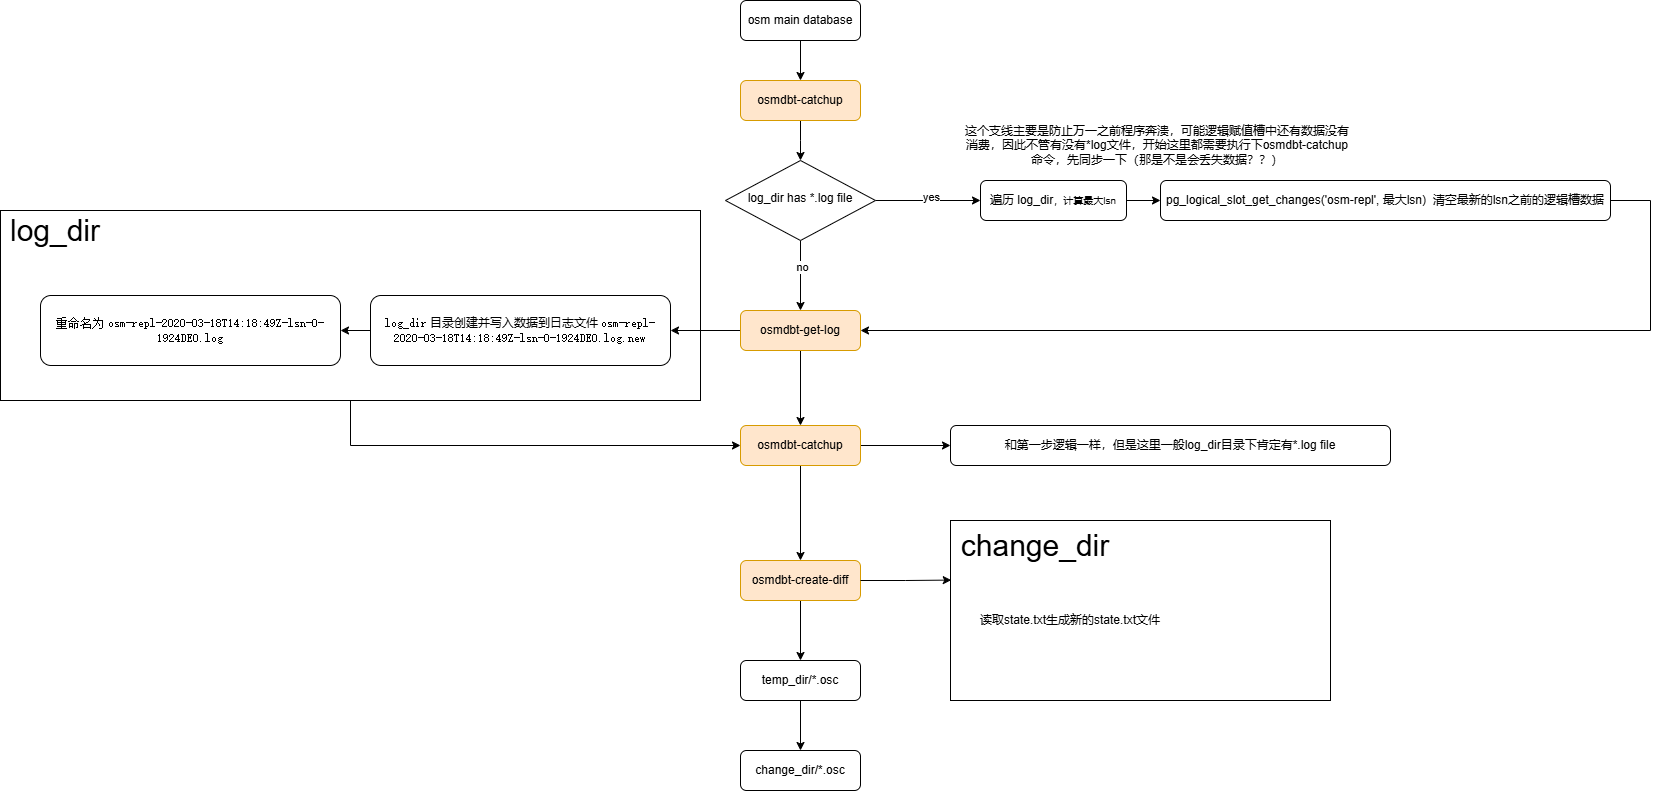 osm main database
osmdbt-catchup
这个支线主要是防止万一之前程序奔溃，可能逻辑赋值槽中还有数据没有
消费，因此不管有没有*log文件，开始这里都需要执行下osmdbt-catchup
命令，先同步一下（那是不是会丢失数据？？）
log_dir has *.log file
yes
遍历 log_dir，计算最大lsn
pg_logical_slot_get_changes('osm-repl', 最大lsn）清空最新的lsn之前的逻辑槽数据
log_dir
no
重命名为 osm-repl-2020-03-18T14:18:49Z-lsn-0-
1924DE0.log
log_dir 目录创建并写入数据到日志文件 osm-repl-
2020-03-18T14:18:49Z-lsn-0-1924DE0.log.new
osmdbt-get-log
osmdbt-catchup
和第一步逻辑一样，但是这里一般log_dir目录下肯定有*.log file
change_dir
osmdbt-create-diff
读取state.txt生成新的state.txt文件
temp_dir/*.osc
change_dir/*.osc